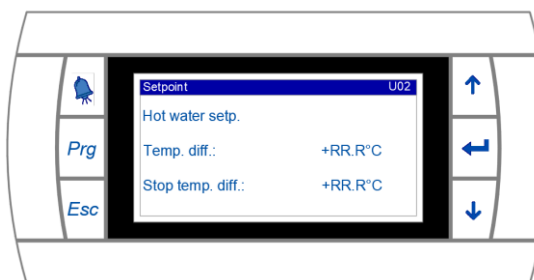 Setpoint U02
Hot water setp.
Prg
Temp. diff.: +RR.R°C
Stop temp. diff.: +RR.R°C
Esc